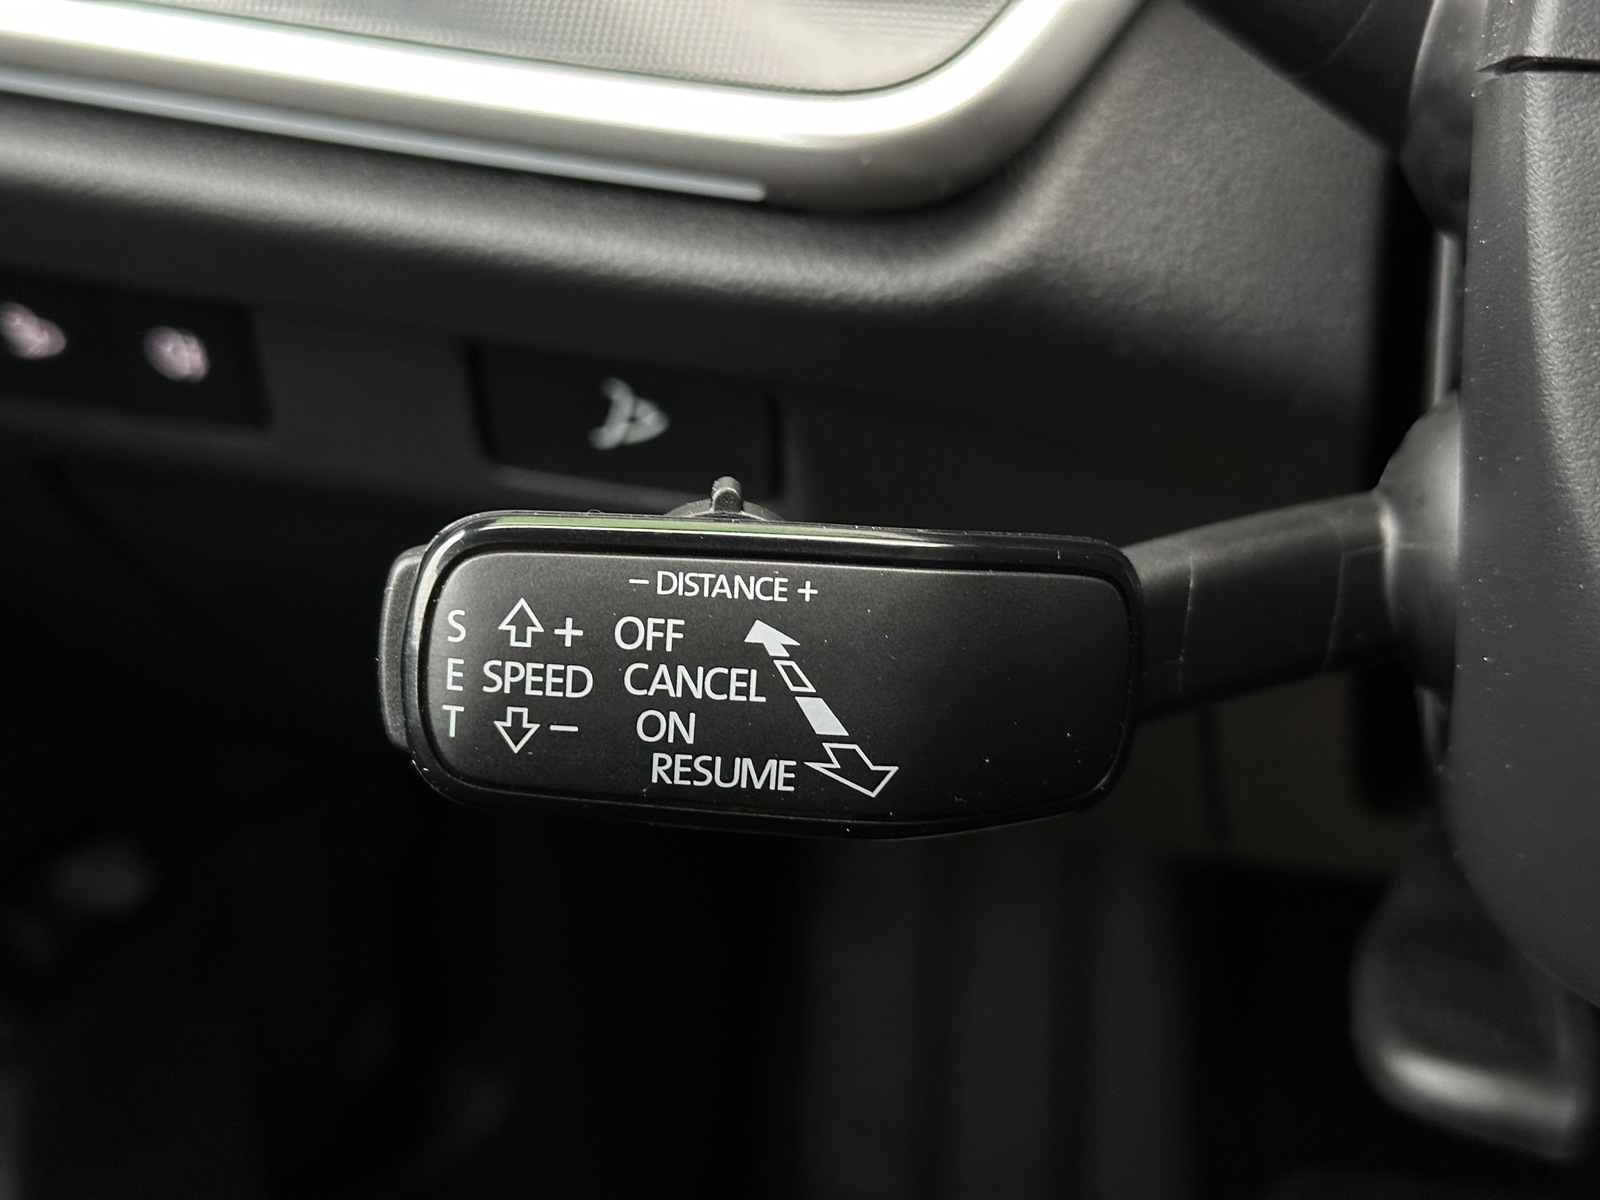 − DISTANCE +
S + OFF
E SPEED CANCEL
T − ON
RESUME